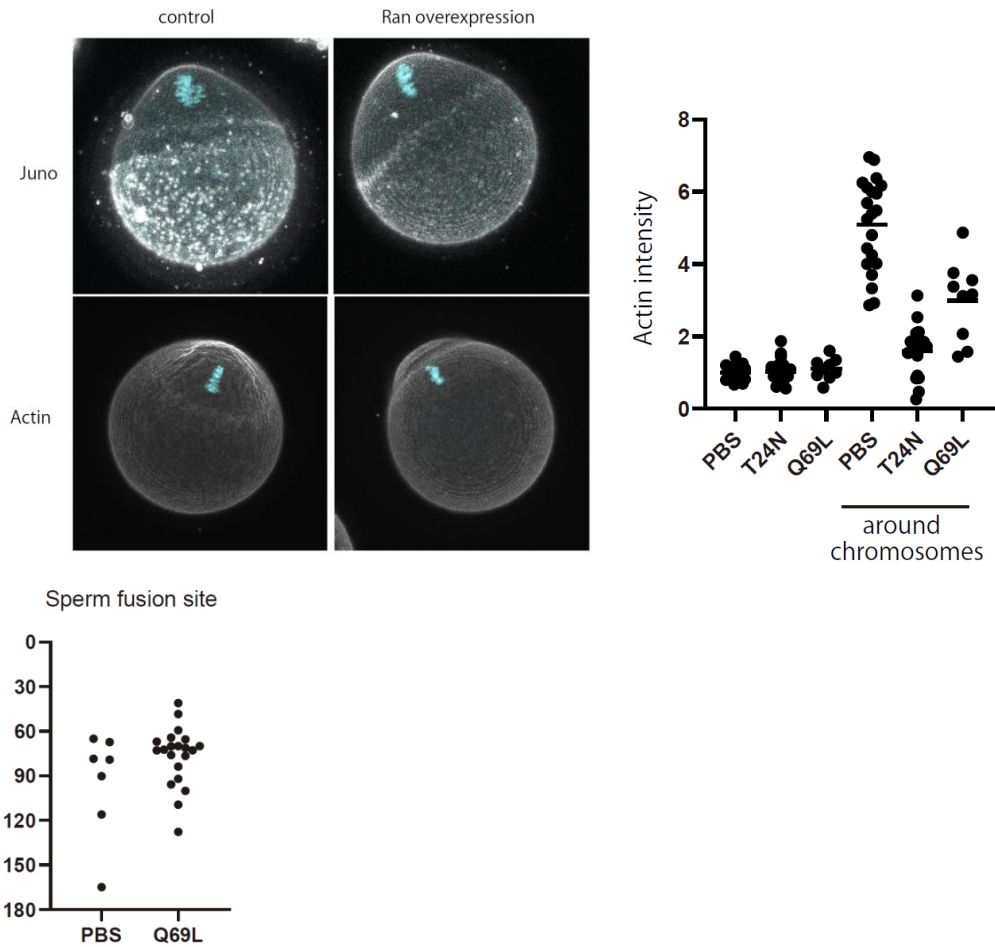 control
Ran overexpression
Juno
Actin
8
6
4
2
0
Actin intensity
PBS
T24N
Q69L
PBS
T24N
Q69L
around
chromosomes
Sperm fusion site
0
30
60
90
120
150
180
PBS
Q69L